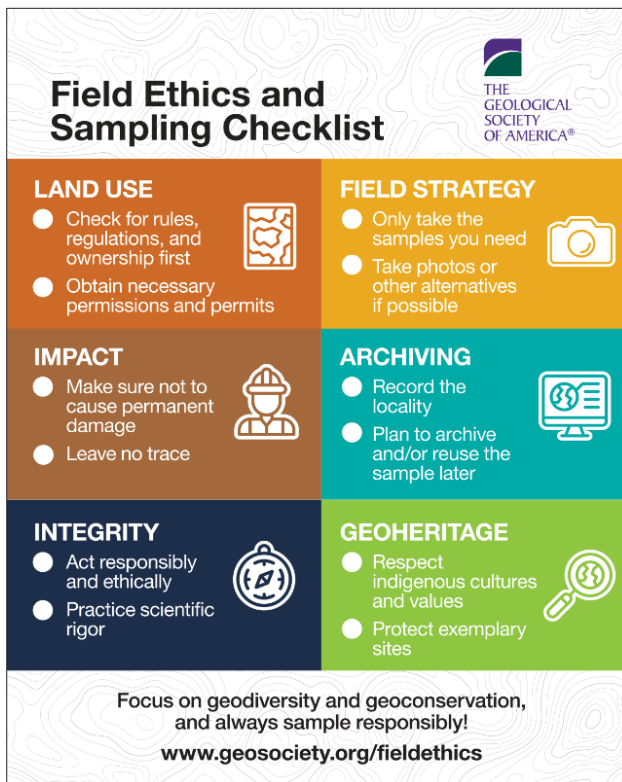 Field Ethics and
Sampling Checklist
THE
GEOLOGICAL
SOCIETY
OF AMERICA®
LAND USE
Check for rules,
regulations, and
ownership first
Obtain necessary
permissions and permits
FIELD STRATEGY
Only take the
samples you need
Take photos or
other alternatives
if possible
IMPACT
Make sure not to
cause permanent
damage
Leave no trace
ARCHIVING
Record the
locality
Plan to archive
and/or reuse the
sample later
INTEGRITY
Act responsibly
and ethically
Practice scientific
rigor
GEOHERITAGE
Respect
indigenous cultures
and values
Protect exemplary
sites
Focus on geodiversity and geoconservation,
and always sample responsibly!
www.geosociety.org/fieldethics